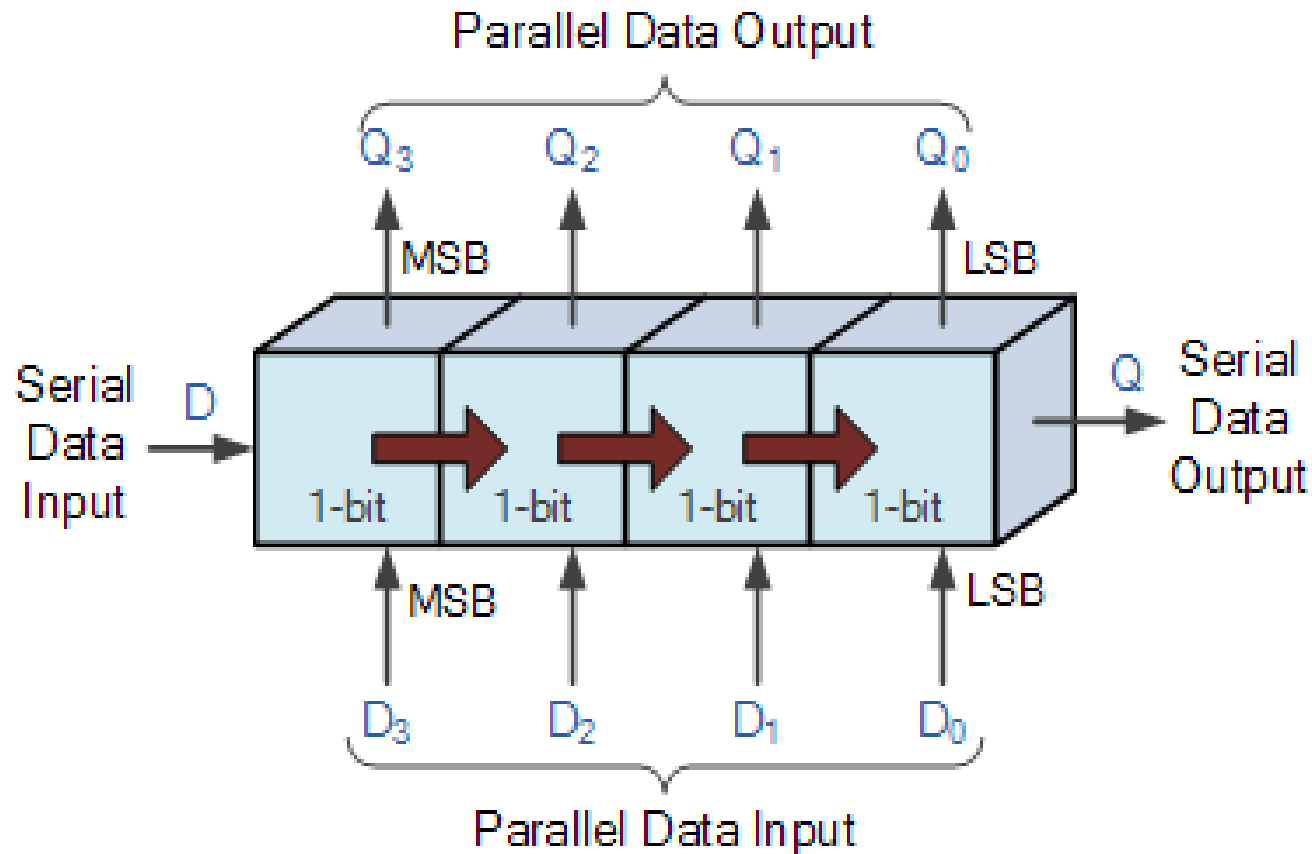 Parallel Data Output
Q₃ Q₂ Q₁ Q₀
MSB LSB
Serial
Data
Input
D
Q
Serial
Data
Output
1-bit 1-bit 1-bit 1-bit
MSB LSB
D₃ D₂ D₁ D₀
Parallel Data Input